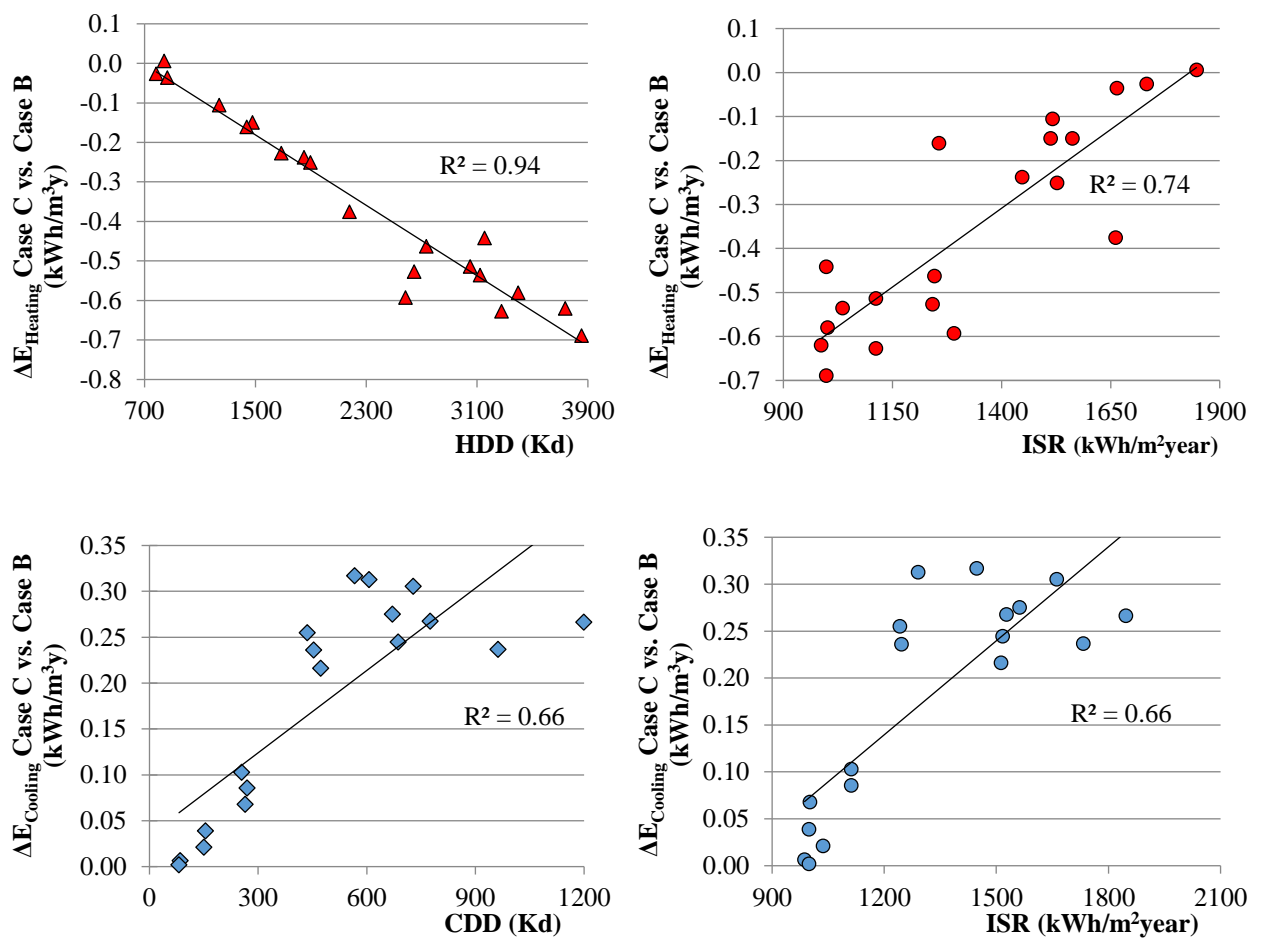 ΔE_Heating Case C vs. Case B
(kWh/m³y)
0.1
0.0
-0.1
-0.2
-0.3
-0.4
-0.5
-0.6
-0.7
-0.8
R² = 0.94
700 1500 2300 3100 3900
HDD (Kd)
ΔE_Heating Case C vs. Case B
(kWh/m³y)
0.1
0.0
-0.1
-0.2
-0.3
-0.4
-0.5
-0.6
-0.7
R² = 0.74
900 1150 1400 1650 1900
ISR (kWh/m²year)
ΔE_Cooling Case C vs. Case B
(kWh/m³y)
0.35
0.30
0.25
0.20
0.15
0.10
0.05
0.00
R² = 0.66
0 300 600 900 1200
CDD (Kd)
ΔE_Cooling Case C vs. Case B
(kWh/m³y)
0.35
0.30
0.25
0.20
0.15
0.10
0.05
0.00
R² = 0.66
900 1200 1500 1800 2100
ISR (kWh/m²year)